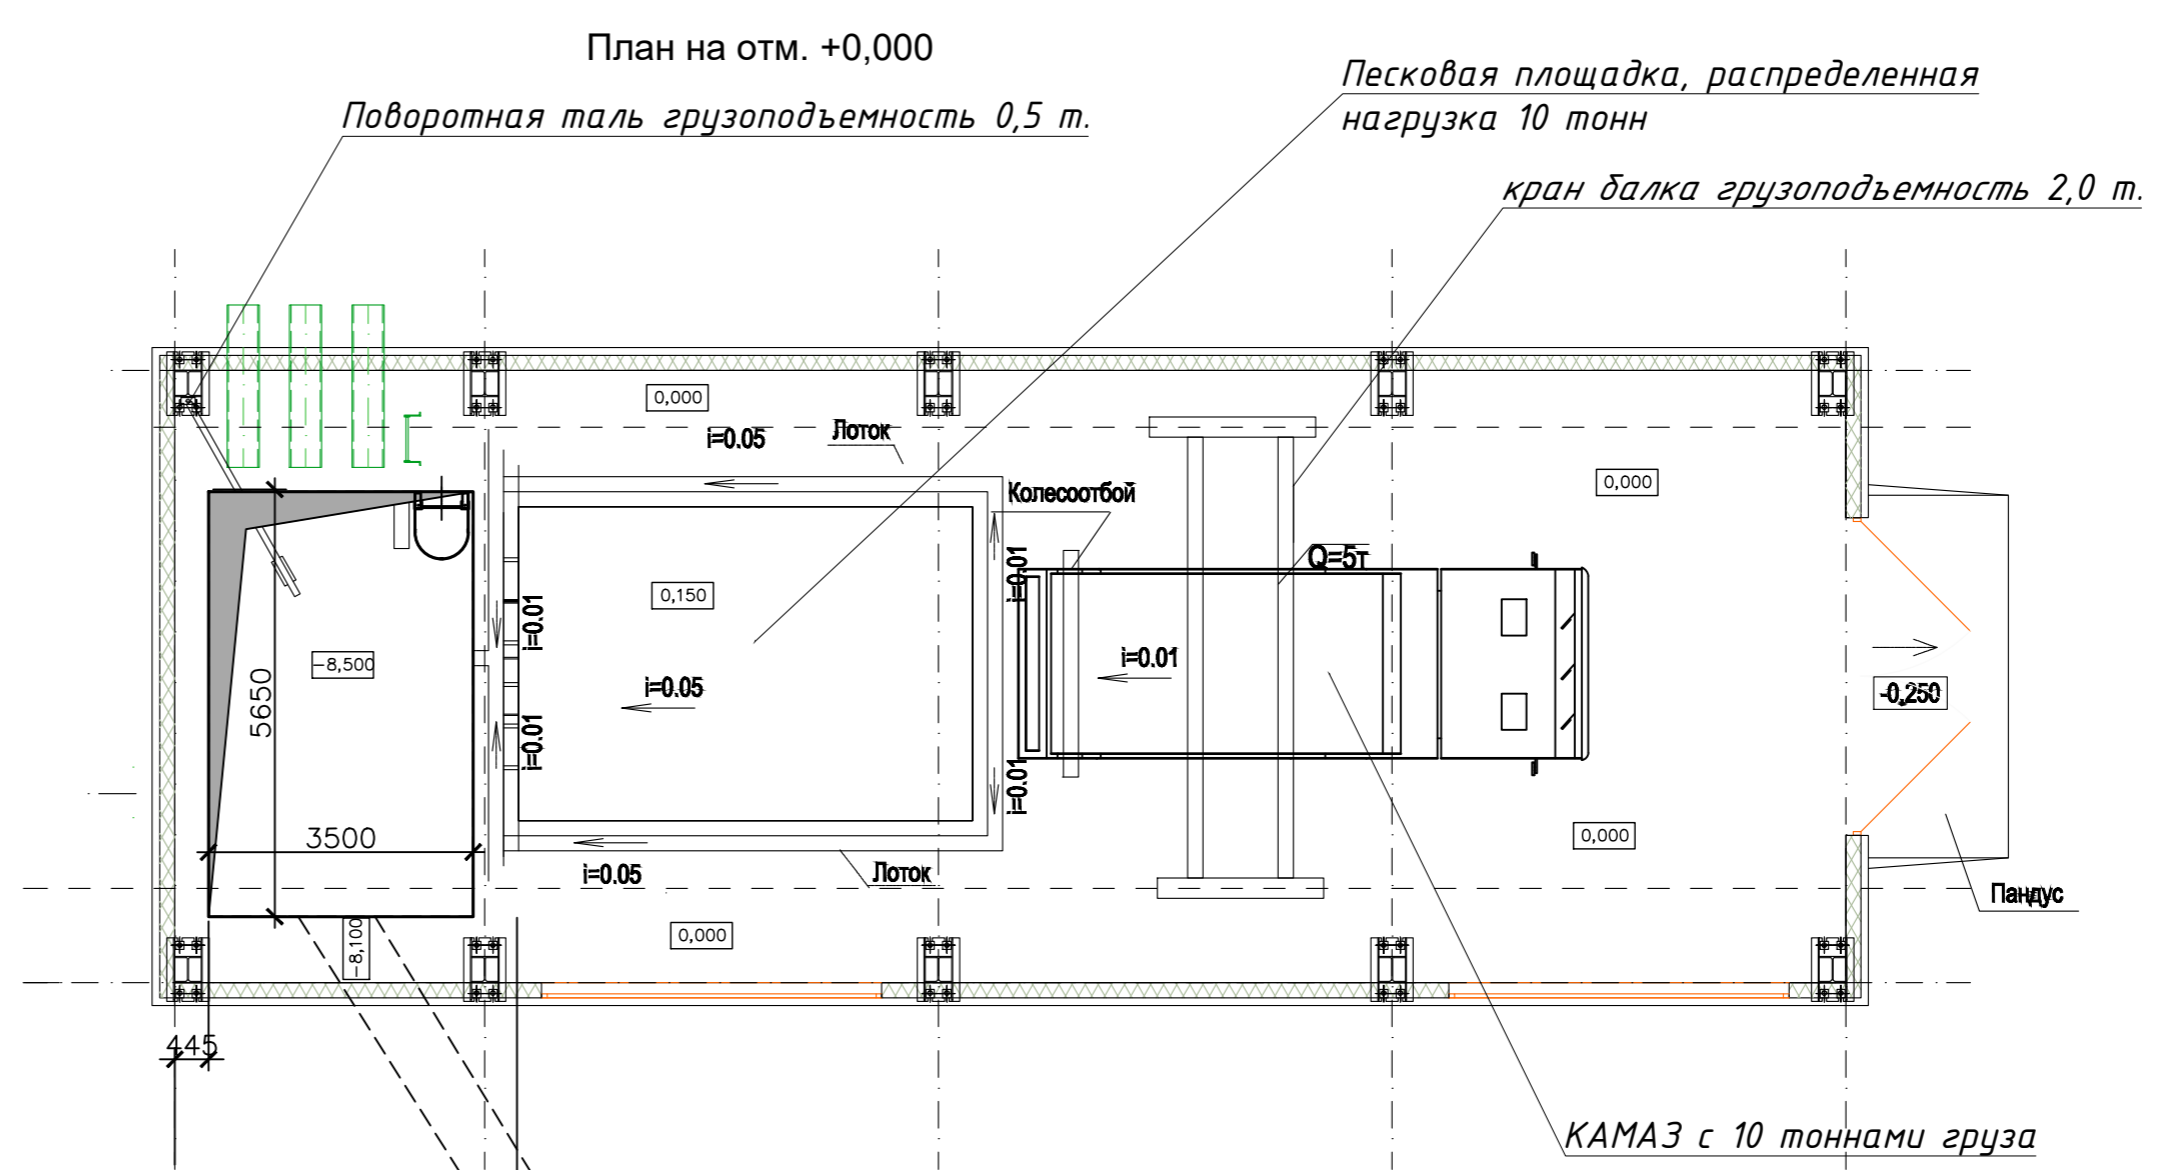 План на отм. +0,000
Песковая площадка, распределенная
нагрузка 10 тонн
Поворотная таль грузоподъемность 0,5 т.
кран балка грузоподъемность 2,0 т.
0,000
i=0.05
Лоток
0,000
Колесоотбой
Q=5т
i=0.01
0,150
i=0.01
-8,500
i=0.01
i=0.05
5650
-0,250
i=0.01
i=0.01
3500
0,000
i=0.05
Лоток
Пандус
0,000
-8,100
445
КАМАЗ с 10 тоннами груза